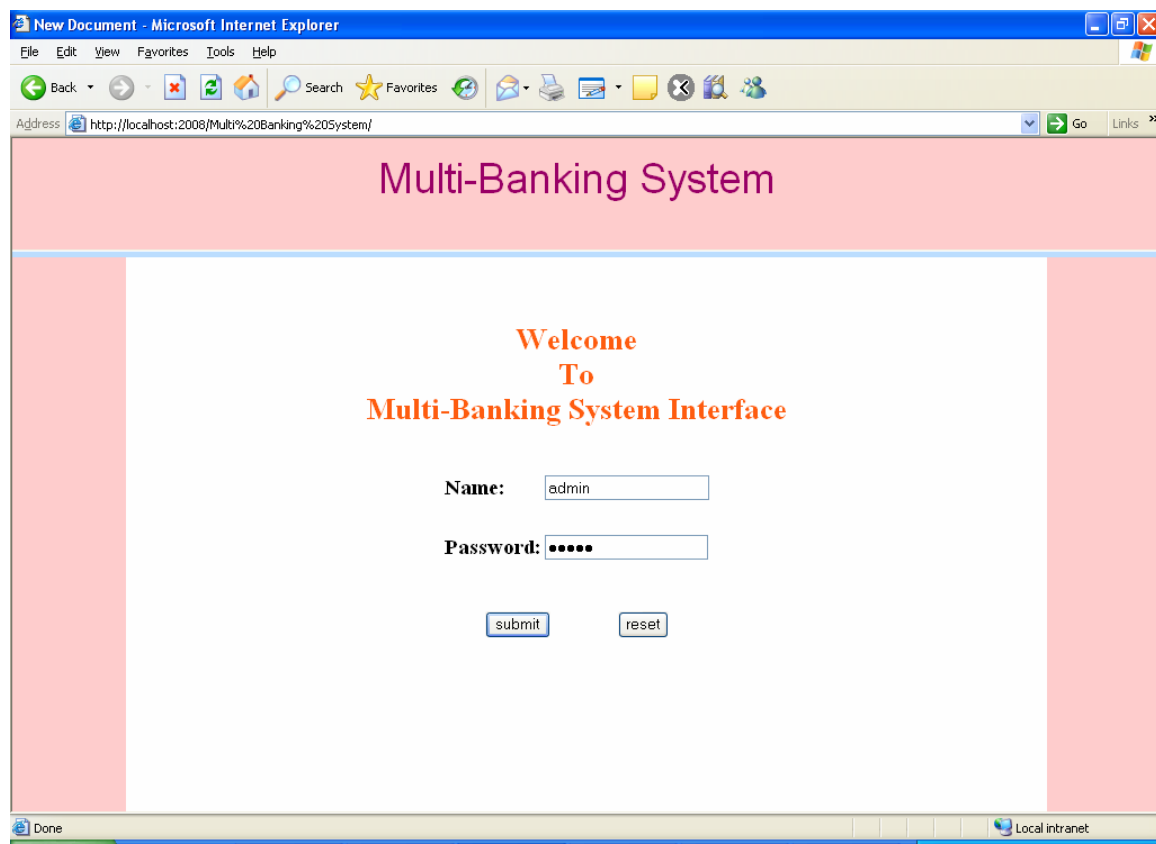 New Document - Microsoft Internet Explorer
File Edit View Favorites Tools Help
Back Search Favorites
Address http://localhost:2008/Multi%20Banking%20System/ Go Links »
Multi-Banking System
Welcome
To
Multi-Banking System Interface
Name: admin
Password: •••••
submit reset
Done Local intranet